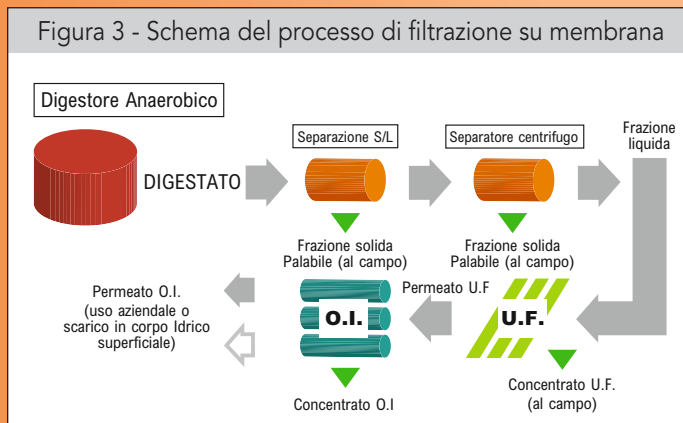 Figura 3 - Schema del processo di filtrazione su membrana
Digestore Anaerobico
DIGESTATO
Separazione S/L
Separatore centrifugo
Frazione
liquida
Frazione solida
Palabile (al campo)
Frazione solida
Palabile (al campo)
Permeato O.I.
(uso aziendale o
scarico in corpo Idrico
superficiale)
O.I.
Permeato U.F
U.F.
Concentrato O.I
Concentrato U.F.
(al campo)